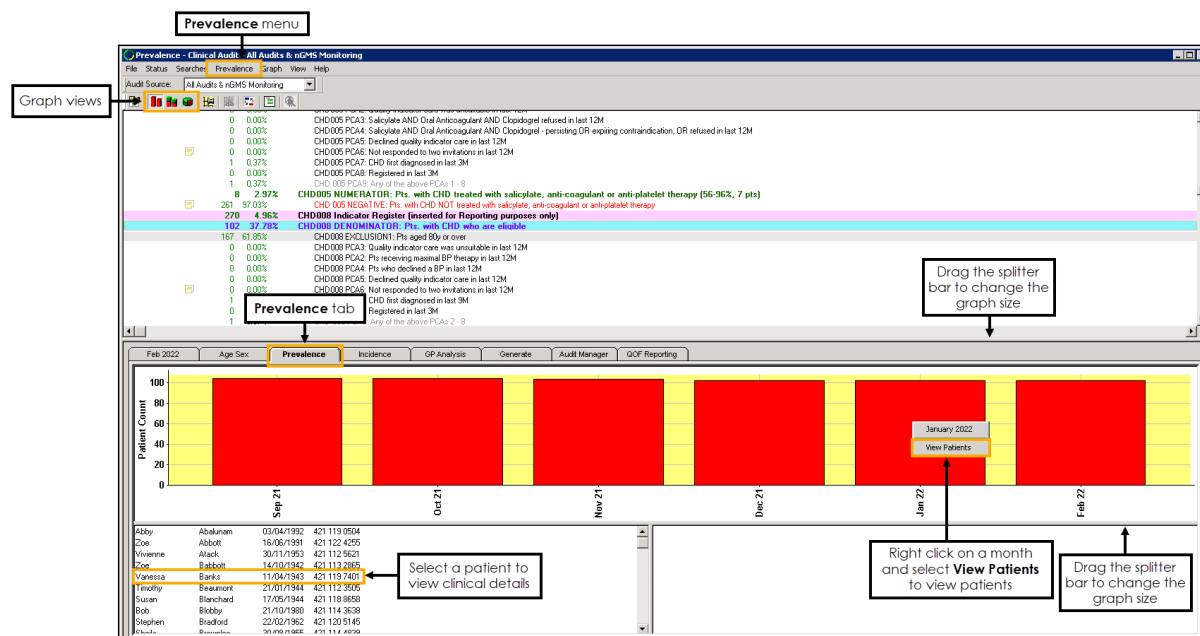 Prevalence menu
Prevalence - Clinical Audit - All Audits & nGMS Monitoring
File Status Searches Prevalence Graph View Help
Audit Source: All Audits & nGMS Monitoring
Graph views
0 0.00% CHD005 PCA3: Salicylate AND Oral Anticoagulant AND Clopidogrel refused in last 12M
0 0.00% CHD005 PCA4: Salicylate AND Oral Anticoagulant AND Clopidogrel - persisting OR expiring contraindication, OR refused in last 12M
0 0.00% CHD005 PCA5: Declined quality indicator care in last 12M
0 0.00% CHD005 PCA6: Not responded to two invitations in last 12M
1 0.37% CHD005 PCA7: CHD first diagnosed in last 3M
0 0.00% CHD005 PCA8: Registered in last 3M
1 0.37% CHD 005 PCA9: Any of the above PCAs 1 - 8
8 2.97% CHD005 NUMERATOR: Pts. with CHD treated with salicylate, anti-coagulant or anti-platelet therapy (56-96%, 7 pts)
261 97.03% CHD 005 NEGATIVE: Pts. with CHD NOT treated with salicylate, anti-coagulant or anti-platelet therapy
270 4.96% CHD008 Indicator Register (inserted for Reporting purposes only)
102 37.78% CHD008 DENOMINATOR: Pts. with CHD who are eligible
167 61.85% CHD008 EXCLUSION1: Pts aged 80y or over
0 0.00% CHD008 PCA3: Quality indicator care was unsuitable in last 12M
0 0.00% CHD008 PCA2: Pts receiving maximal BP therapy in last 12M
0 0.00% CHD008 PCA4: Pts who declined a BP in last 12M
0 0.00% CHD008 PCA5: Declined quality indicator care in last 12M
0 0.00% CHD008 PCA6: Not responded to two invitations in last 12M
1 CHD first diagnosed in last 9M
0 Registered in last 3M
1 Any of the above PCAs 2 - 8
Prevalence tab
Drag the splitter
bar to change the
graph size
Feb 2022 Age Sex Prevalence Incidence GP Analysis Generate Audit Manager QOF Reporting
Patient Count
100
80
60
40
20
0
January 2022
View Patients
Sep 21 Oct 21 Nov 21 Dec 21 Jan 22 Feb 22
Abby Abalunam 03/04/1992 421 119 0504
Zoe Abbott 16/06/1991 421 122 4255
Vivienne Atack 30/11/1953 421 112 5621
Zoe Babbott 14/10/1942 421 113 2865
Vanessa Banks 11/04/1943 421 119 7401
Timothy Beaumont 21/01/1944 421 112 3505
Susan Blanchard 17/05/1944 421 118 8658
Bob Blobby 21/10/1980 421 114 3638
Stephen Bradford 22/02/1962 421 120 5145
Select a patient to
view clinical details
Right click on a month
and select View Patients
to view patients
Drag the splitter
bar to change the
graph size